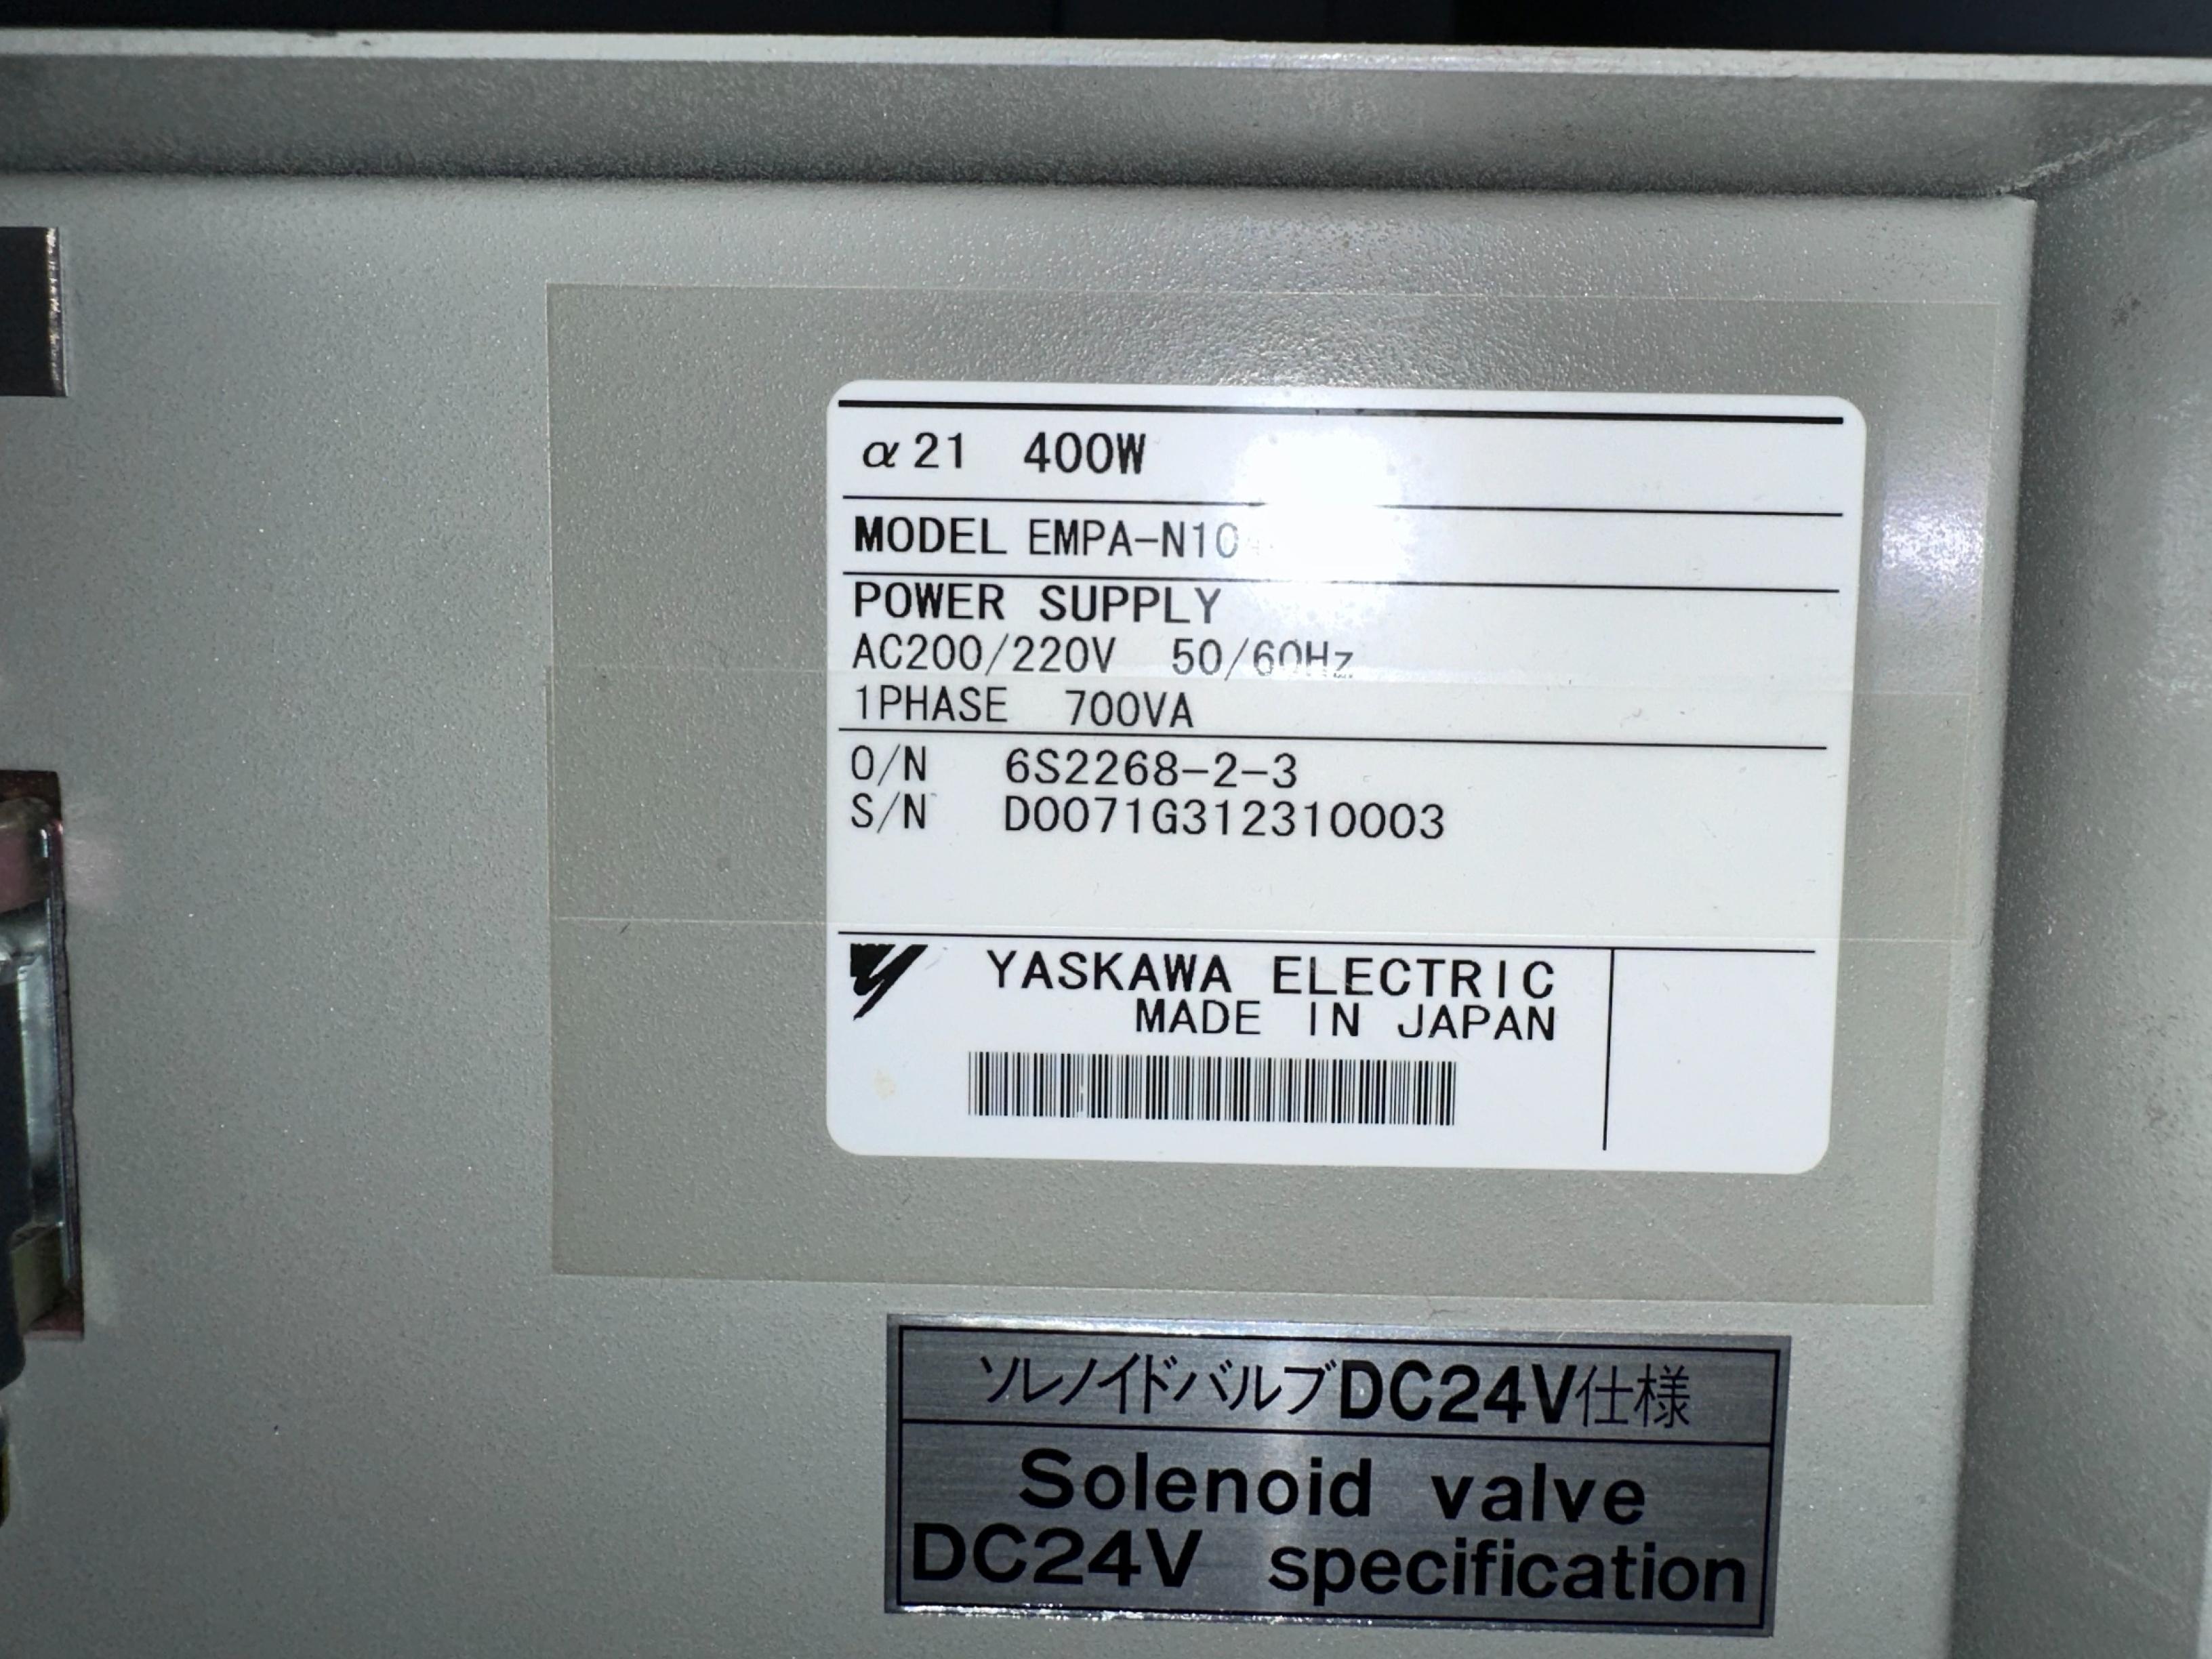 α21 400W
MODEL
POWER SUPPLY
AC200/220V 50/60Hz
1PHASE 700VA
O/N 6S2268-2-3
S/N D0071G312310003
YASKAWA ELECTRIC
MADE IN JAPAN
ソレノイドバルブDC24V仕様
Solenoid valve
DC24V specification